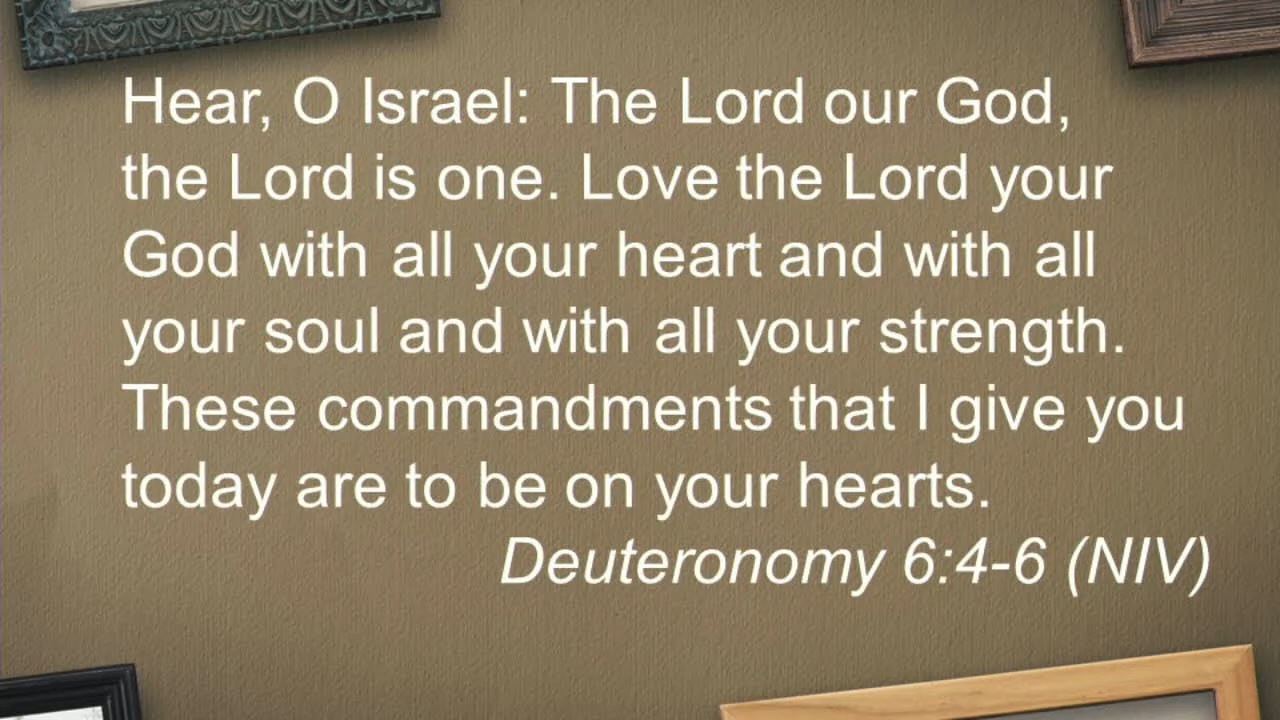 Hear, O Israel: The Lord our God,
the Lord is one. Love the Lord your
God with all your heart and with all
your soul and with all your strength.
These commandments that I give you
today are to be on your hearts.
Deuteronomy 6:4-6 (NIV)